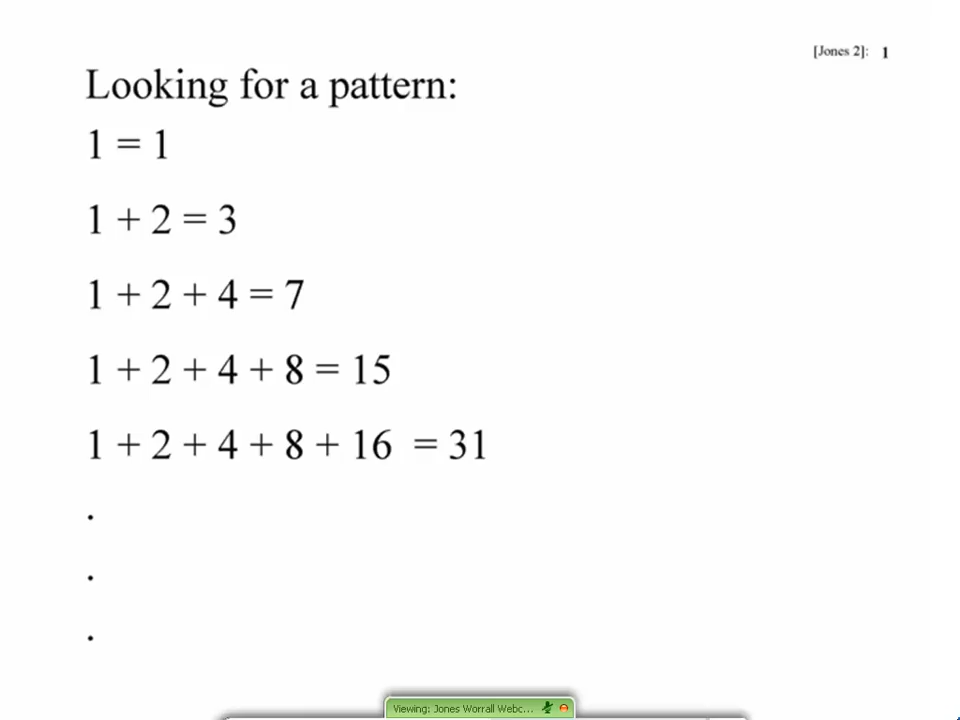 [Jones 2]: 1
Looking for a pattern:
1 = 1
1 + 2 = 3
1 + 2 + 4 = 7
1 + 2 + 4 + 8 = 15
1 + 2 + 4 + 8 + 16 = 31
.
.
.
Viewing: Jones Worrall Webc...